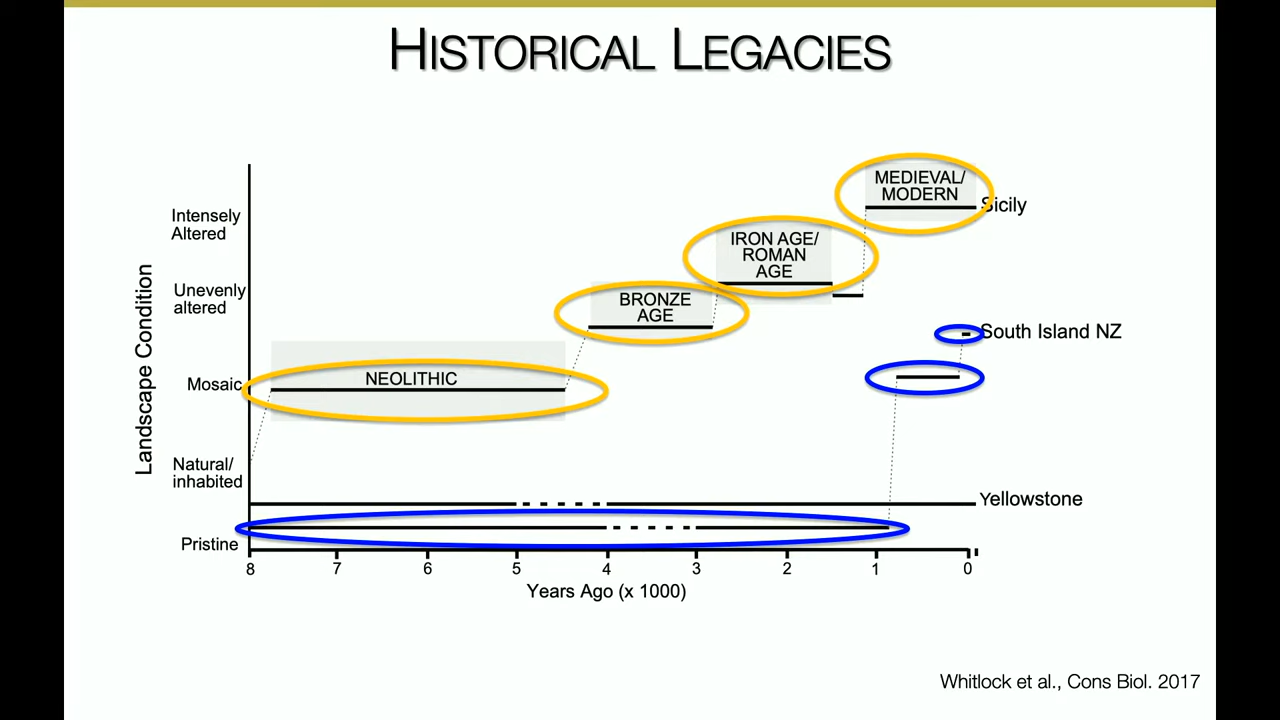 HISTORICAL LEGACIES
MEDIEVAL/
MODERN
Sicily
Intensely
Altered
IRON AGE/
ROMAN
AGE
Unevenly
altered
BRONZE
AGE
South Island NZ
Landscape Condition
Mosaic
NEOLITHIC
Natural/
inhabited
Yellowstone
Pristine
8 7 6 5 4 3 2 1 0
Years Ago (x 1000)
Whitlock et al., Cons Biol. 2017